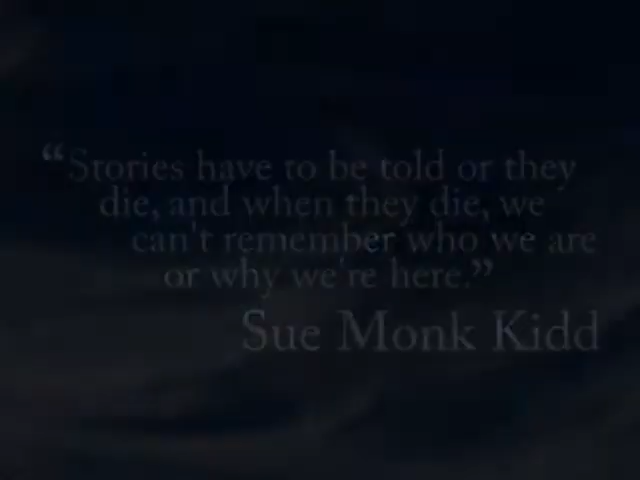 “Stories have to be told or they
die, and when they die, we
can't remember who we are
or why we're here.”
Sue Monk Kidd